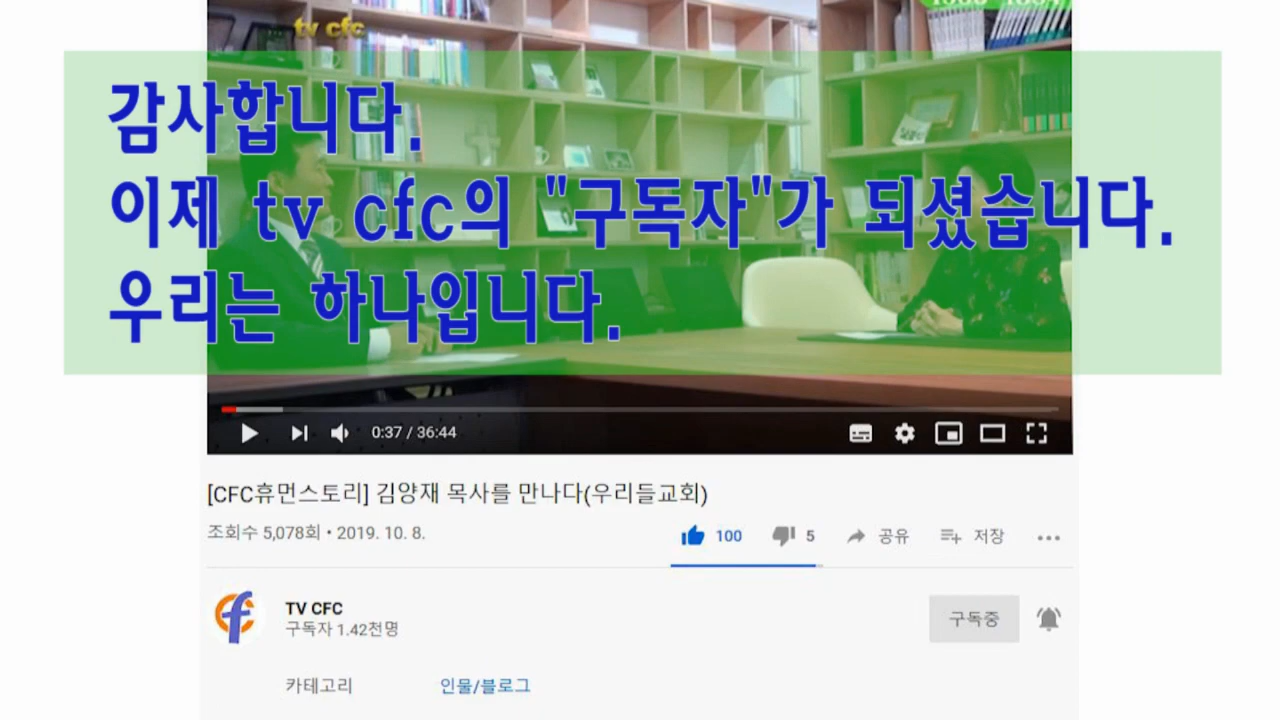 tv cfc
감사합니다.
이제 tv cfc의 "구독자"가 되셨습니다.
우리는 하나입니다.
0:37 / 36:44
[CFC휴먼스토리] 김양재 목사를 만나다(우리들교회)
조회수 5,078회 • 2019. 10. 8.
100 5 공유 저장
TV CFC
구독자 1.42천명
구독중
카테고리 인물/블로그